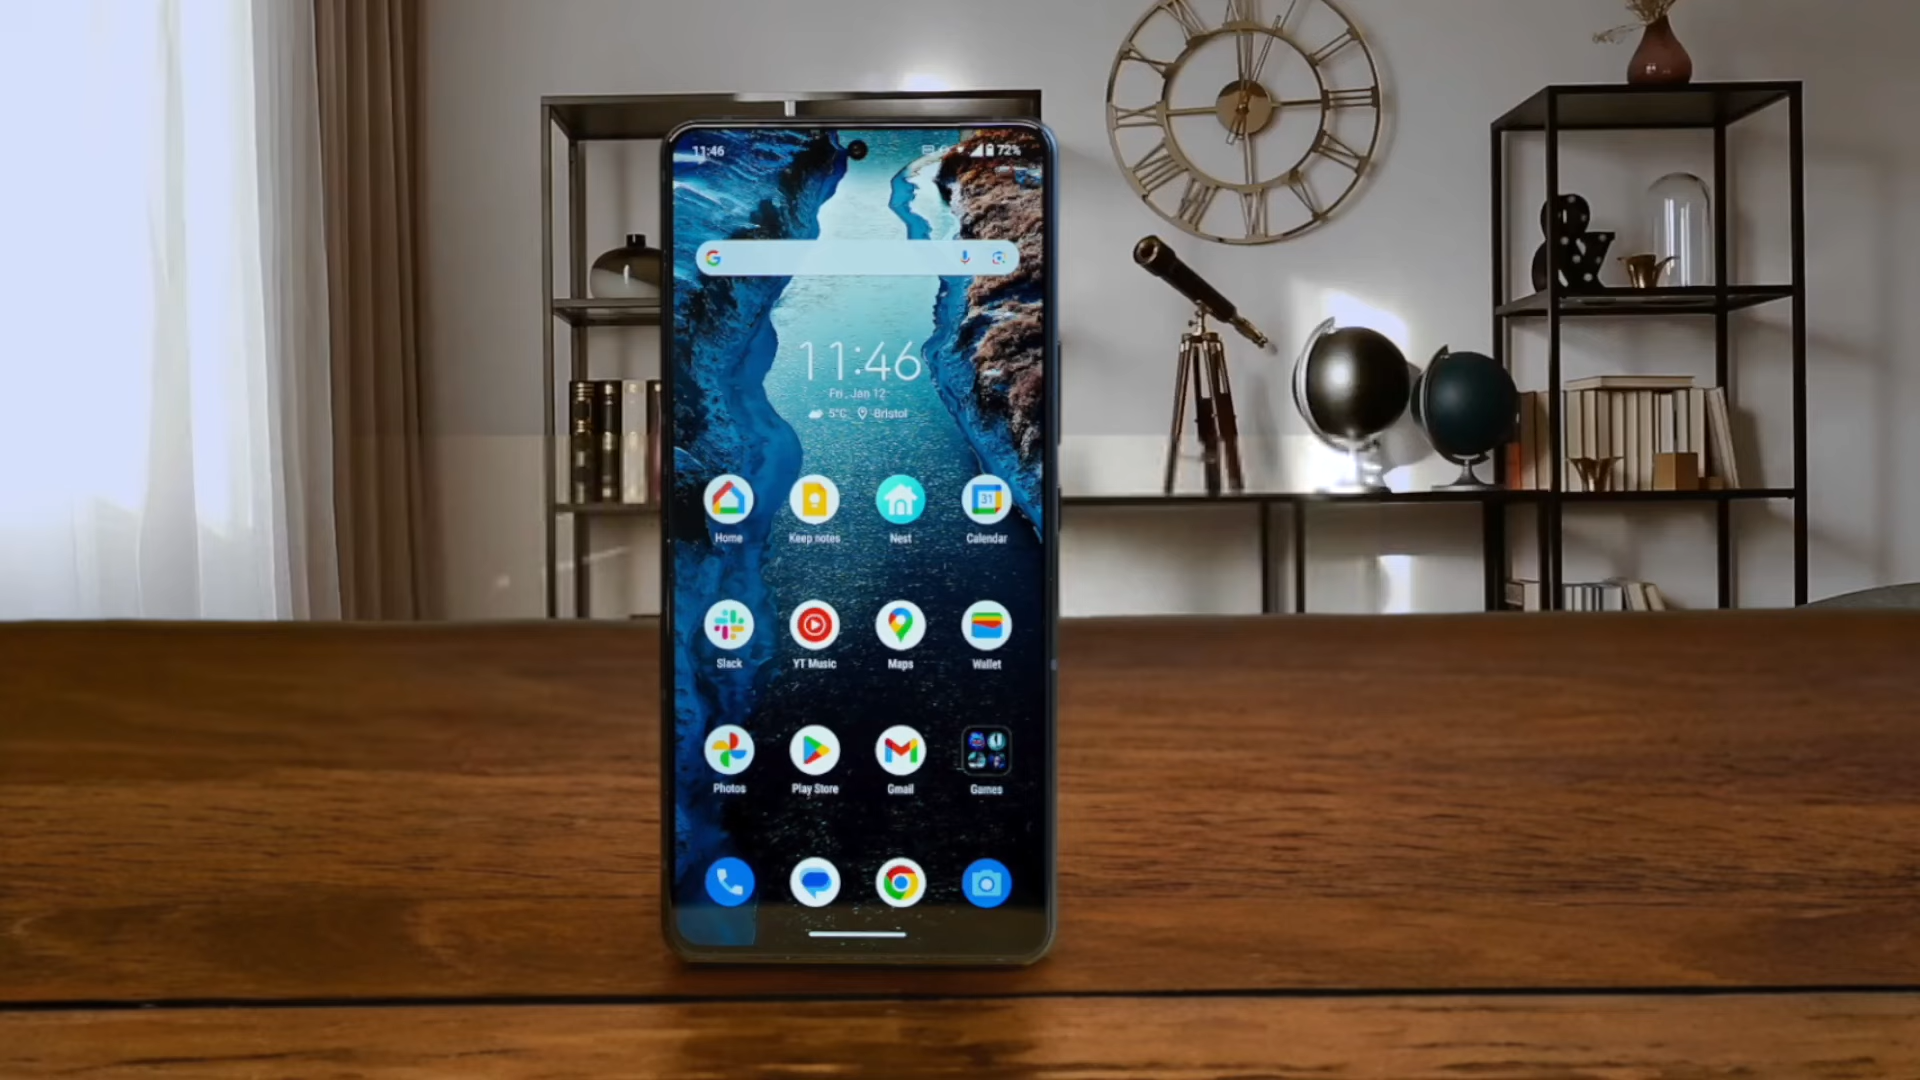 11:46 72%
11:46
Fri, Jan 12
5°C Bristol
Home Keep notes Nest Calendar
31
Slack YT Music Maps Wallet
Photos Play Store Gmail Games